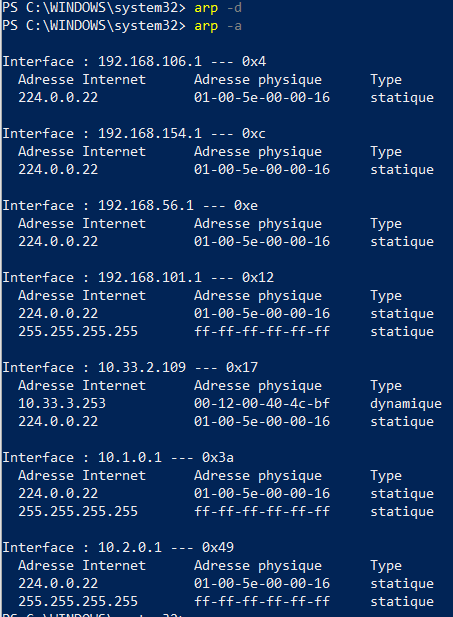 PS C:\WINDOWS\system32> arp -d
PS C:\WINDOWS\system32> arp -a
Interface : 192.168.106.1 --- 0x4
Adresse Internet Adresse physique Type
224.0.0.22 01-00-5e-00-00-16 statique
Interface : 192.168.154.1 --- 0xc
Adresse Internet Adresse physique Type
224.0.0.22 01-00-5e-00-00-16 statique
Interface : 192.168.56.1 --- 0xe
Adresse Internet Adresse physique Type
224.0.0.22 01-00-5e-00-00-16 statique
Interface : 192.168.101.1 --- 0x12
Adresse Internet Adresse physique Type
224.0.0.22 01-00-5e-00-00-16 statique
255.255.255.255 ff-ff-ff-ff-ff-ff statique
Interface : 10.33.2.109 --- 0x17
Adresse Internet Adresse physique Type
10.33.3.253 00-12-00-40-4c-bf dynamique
224.0.0.22 01-00-5e-00-00-16 statique
Interface : 10.1.0.1 --- 0x3a
Adresse Internet Adresse physique Type
224.0.0.22 01-00-5e-00-00-16 statique
255.255.255.255 ff-ff-ff-ff-ff-ff statique
Interface : 10.2.0.1 --- 0x49
Adresse Internet Adresse physique Type
224.0.0.22 01-00-5e-00-00-16 statique
255.255.255.255 ff-ff-ff-ff-ff-ff statique